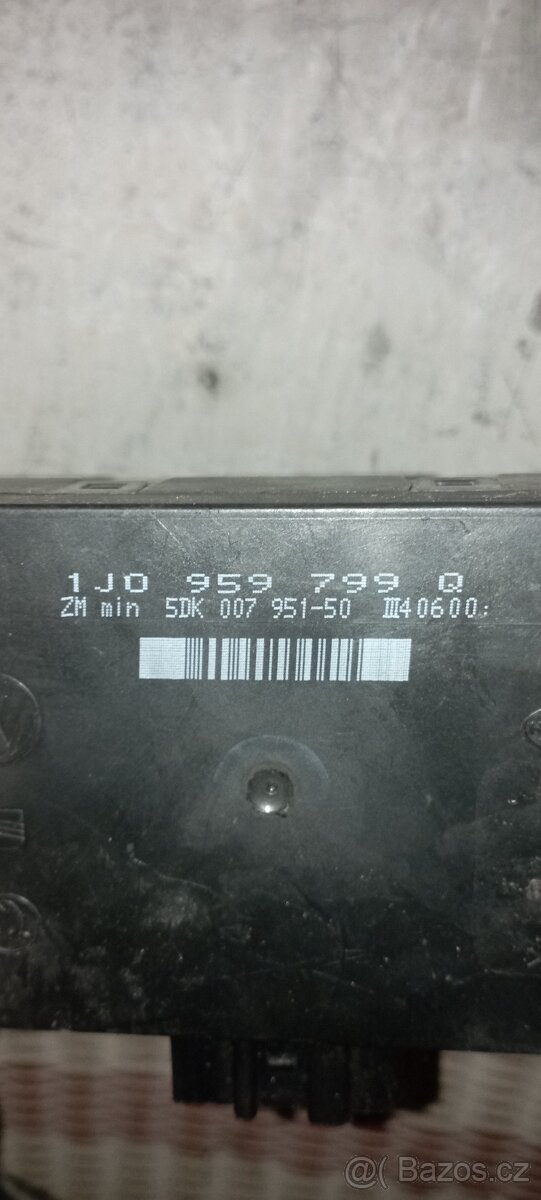 1J0 959 799 Q
ZM min 5DK 007 951-50 III40600
@( Bazos.cz